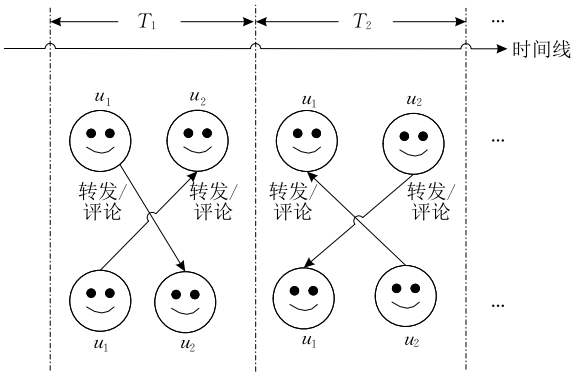 T1 T2 ...
时间线
u1 u2 u1 u2
...
转发/ 转发/ 转发/ 转发/
评论 评论 评论 评论
...
u1 u2 u1 u2